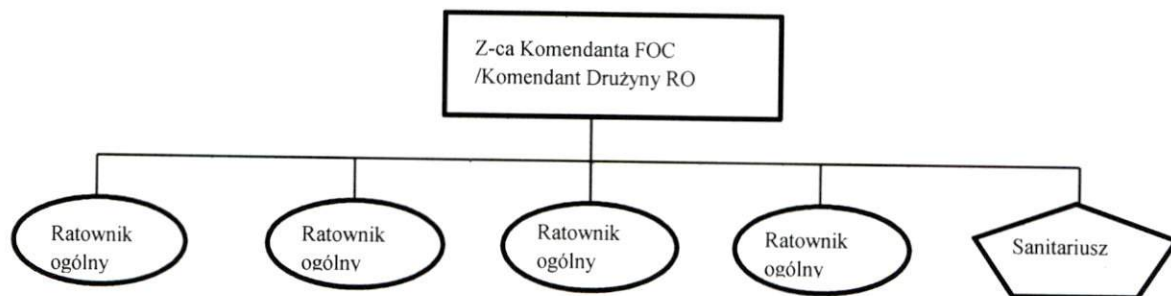 Z-ca Komendanta FOC
/Komendant Drużyny RO
Ratownik
ogólny
Ratownik
ogólny
Ratownik
ogólny
Ratownik
ogólny
Sanitariusz